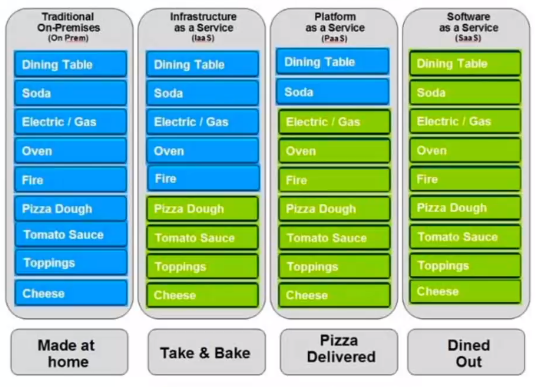 Traditional
On-Premises
(On Prem)
Dining Table
Soda
Electric / Gas
Oven
Fire
Pizza Dough
Tomato Sauce
Toppings
Cheese
Made at
home
Infrastructure
as a Service
(IaaS)
Dining Table
Soda
Electric / Gas
Oven
Fire
Pizza Dough
Tomato Sauce
Toppings
Cheese
Take & Bake
Platform
as a Service
(PaaS)
Dining Table
Soda
Electric / Gas
Oven
Fire
Pizza Dough
Tomato Sauce
Toppings
Cheese
Pizza
Delivered
Software
as a Service
(SaaS)
Dining Table
Soda
Electric / Gas
Oven
Fire
Pizza Dough
Tomato Sauce
Toppings
Cheese
Dined
Out